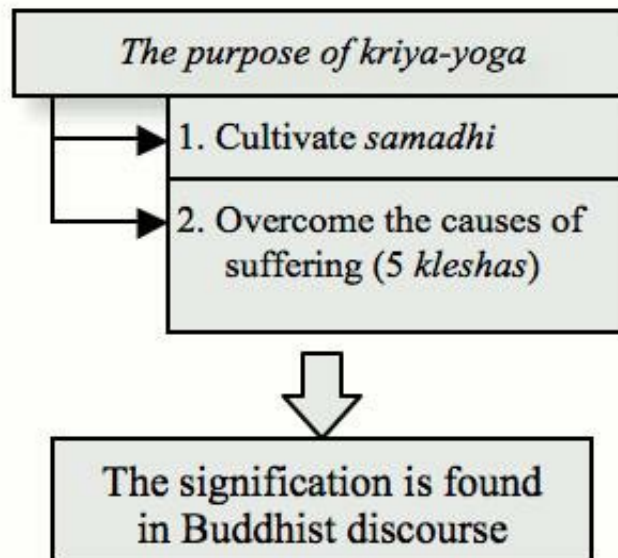 The purpose of kriya-yoga
1. Cultivate samadhi
2. Overcome the causes of
suffering (5 kleshas)
The signification is found
in Buddhist discourse